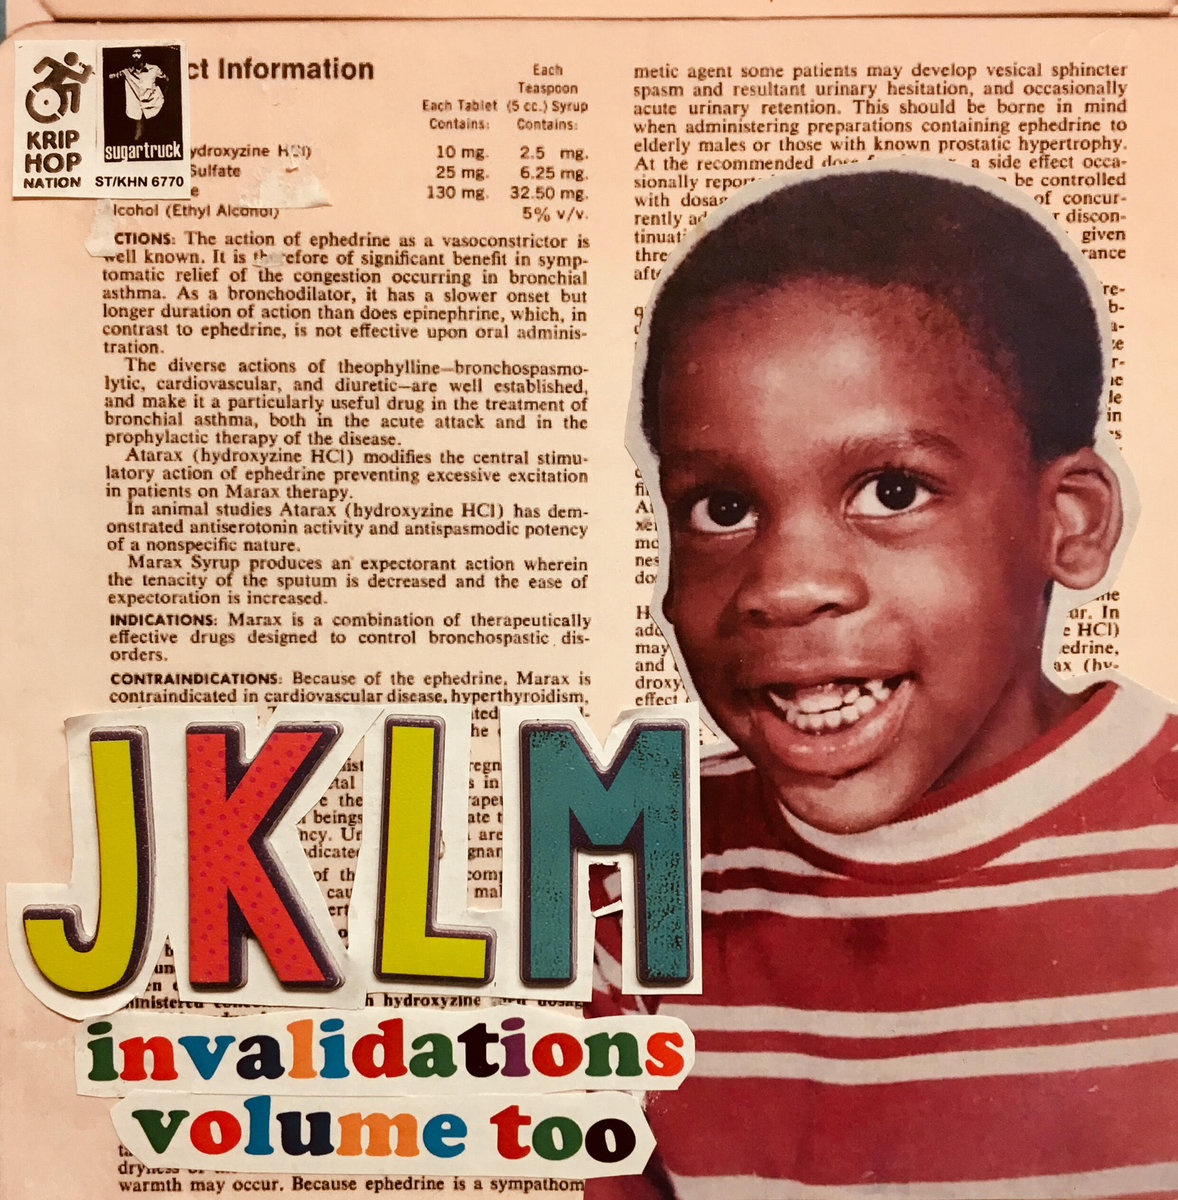 KRIP
HOP
NATION
sugartruck
ST/KHN 6770
ct Information
Each
Teaspoon
Each Tablet (5 cc.) Syrup
Contains: Contains:
ydroxyzine HCl) 10 mg. 2.5 mg.
Sulfate 25 mg. 6.25 mg.
e 130 mg. 32.50 mg.
lcohol (Ethyl Alcohol) 5% v/v.
CTIONS: The action of ephedrine as a vasoconstrictor is
well known. It is therefore of significant benefit in symp-
tomatic relief of the congestion occurring in bronchial
asthma. As a bronchodilator, it has a slower onset but
longer duration of action than does epinephrine, which, in
contrast to ephedrine, is not effective upon oral adminis-
tration.
The diverse actions of theophylline—bronchospasmo-
lytic, cardiovascular, and diuretic—are well established,
and make it a particularly useful drug in the treatment of
bronchial asthma, both in the acute attack and in the
prophylactic therapy of the disease.
Atarax (hydroxyzine HCl) modifies the central stimu-
latory action of ephedrine preventing excessive excitation
in patients on Marax therapy.
In animal studies Atarax (hydroxyzine HCl) has dem-
onstrated antiserotonin activity and antispasmodic potency
of a nonspecific nature.
Marax Syrup produces an expectorant action wherein
the tenacity of the sputum is decreased and the ease of
expectoration is increased.
INDICATIONS: Marax is a combination of therapeutically
effective drugs designed to control bronchospastic dis-
orders.
CONTRAINDICATIONS: Because of the ephedrine, Marax is
contraindicated in cardiovascular disease, hyperthyroidism,
metic agent some patients may develop vesical sphincter
spasm and resultant urinary hesitation, and occasionally
acute urinary retention. This should be borne in mind
when administering preparations containing ephedrine to
elderly males or those with known prostatic hypertrophy.
At the recommended dose a side effect occa-
sionally report be controlled
with dosag of concur-
rently ad r discon-
tinuati given
thre rance
afte
JKLM
h hydroxyzine
invalidations
volume too
warmth may occur. Because ephedrine is a sympathom